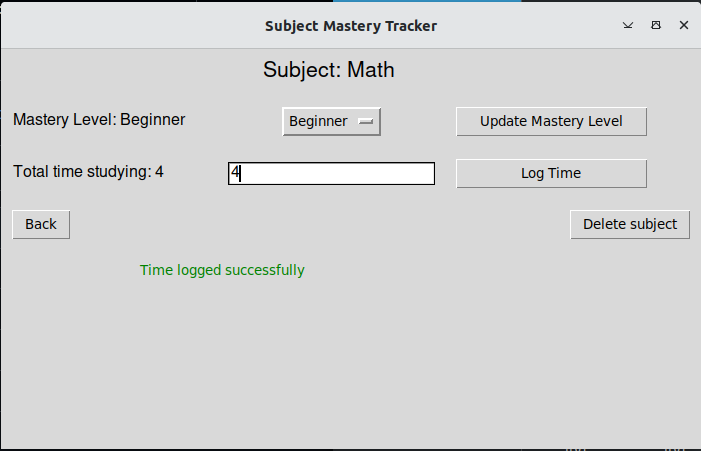 Subject Mastery Tracker
Subject: Math
Mastery Level: Beginner Beginner Update Mastery Level
Total time studying: 4 4 Log Time
Back Delete subject
Time logged successfully